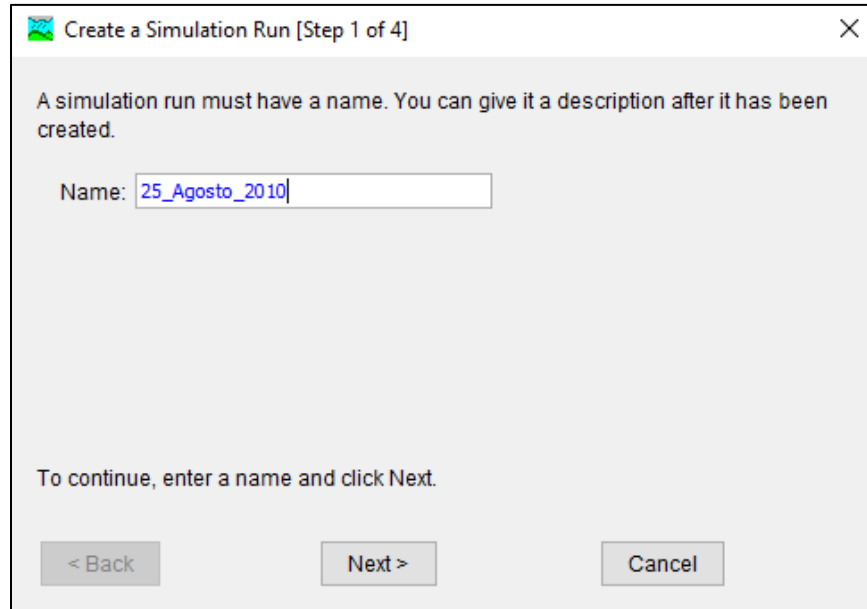 Create a Simulation Run [Step 1 of 4]
A simulation run must have a name. You can give it a description after it has been
created.
Name: 25_Agosto_2010
To continue, enter a name and click Next.
< Back Next > Cancel